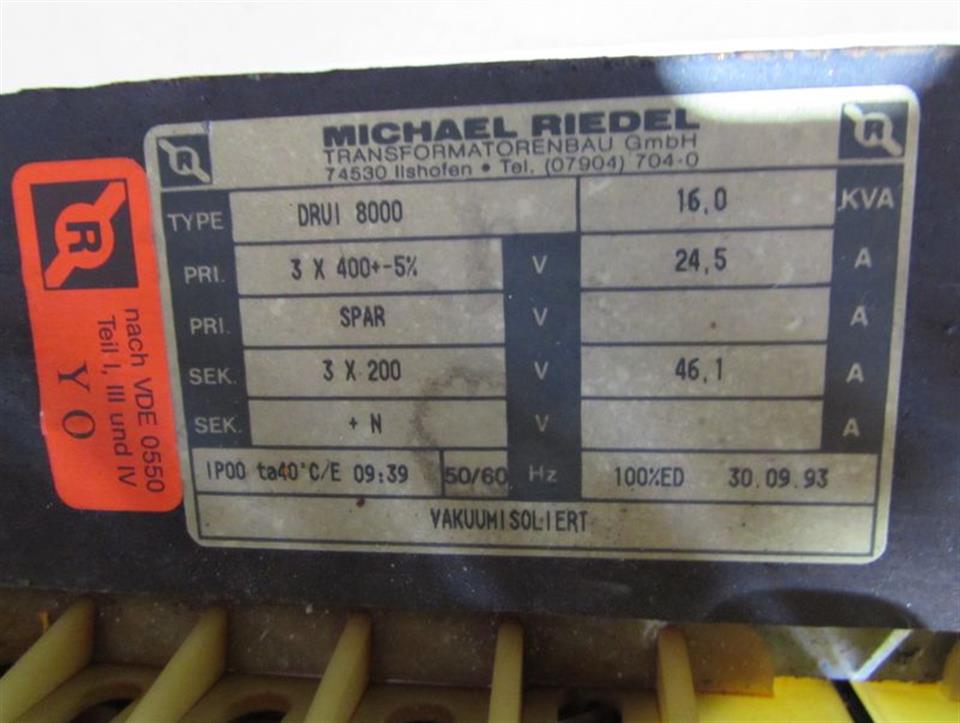 MICHAEL RIEDEL
TRANSFORMATORENBAU GmbH
74530 Ilshofen • Tel. (07904) 704-0
R
R
TYPE DRUI 8000 16,0 KVA
PRI. 3 X 400+-5% V 24,5 A
PRI. SPAR V A
SEK. 3 X 200 V 46,1 A
SEK. + N V A
IP00 ta40°C/E 09:39 50/60 Hz 100%ED 30.09.93
VAKUUMISOLIERT
R
nach VDE 0550
Teil I, III und IV
Y O